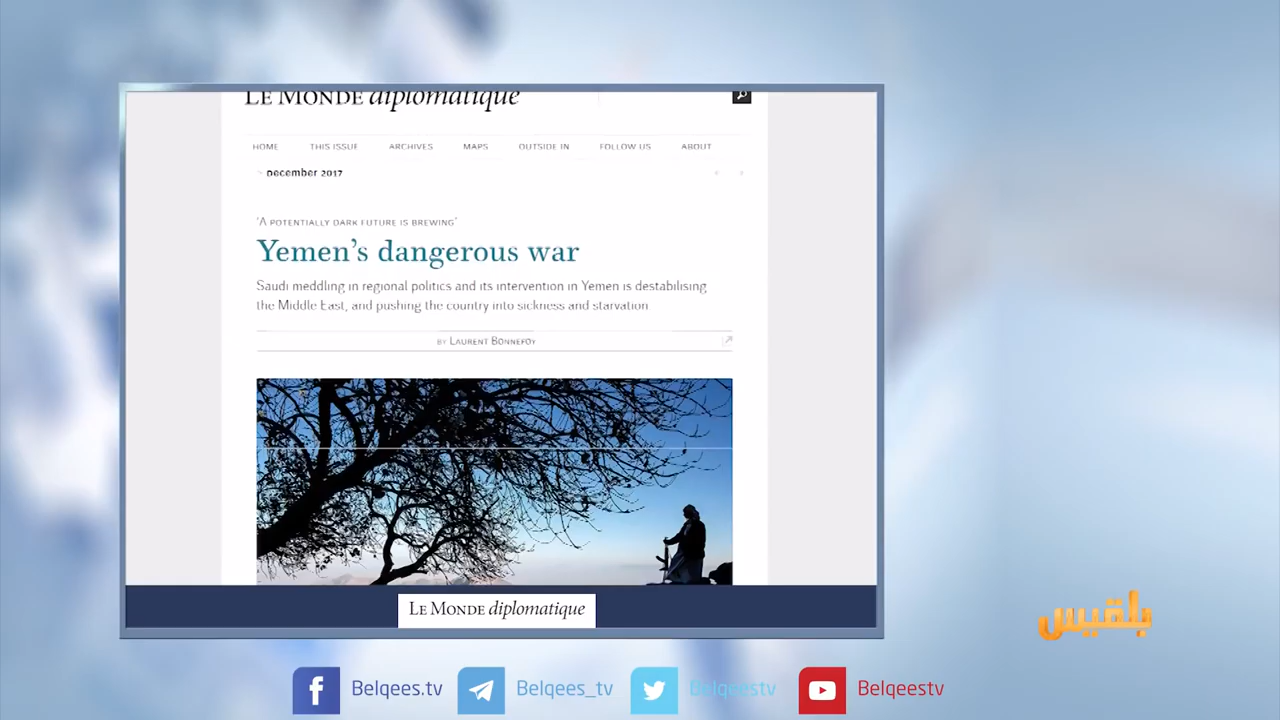 LE MONDE diplomatique
HOME THIS ISSUE ARCHIVES MAPS OUTSIDE IN FOLLOW US ABOUT
December 2017
‘A POTENTIALLY DARK FUTURE IS BREWING’
Yemen’s dangerous war
Saudi meddling in regional politics and its intervention in Yemen is destabilising
the Middle East, and pushing the country into sickness and starvation
BY LAURENT BONNEFOY
LE MONDE diplomatique
بلقيس
Belqees.tv Belqees_tv Belqeestv Belqeestv